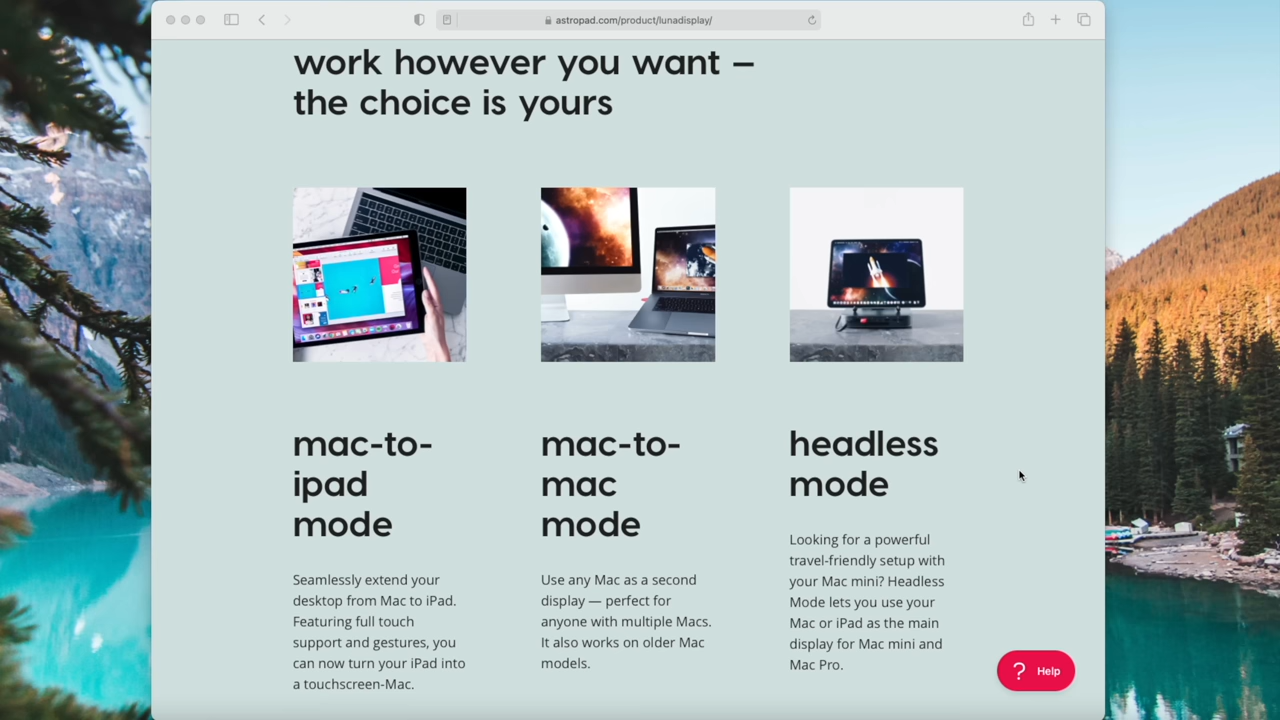 astropad.com/product/lunadisplay/
work however you want –
the choice is yours
mac-to-
ipad
mode
Seamlessly extend your
desktop from Mac to iPad.
Featuring full touch
support and gestures, you
can now turn your iPad into
a touchscreen-Mac.
mac-to-
mac
mode
Use any Mac as a second
display — perfect for
anyone with multiple Macs.
It also works on older Mac
models.
headless
mode
Looking for a powerful
travel-friendly setup with
your Mac mini? Headless
Mode lets you use your
Mac or iPad as the main
display for Mac mini and
Mac Pro.
? Help